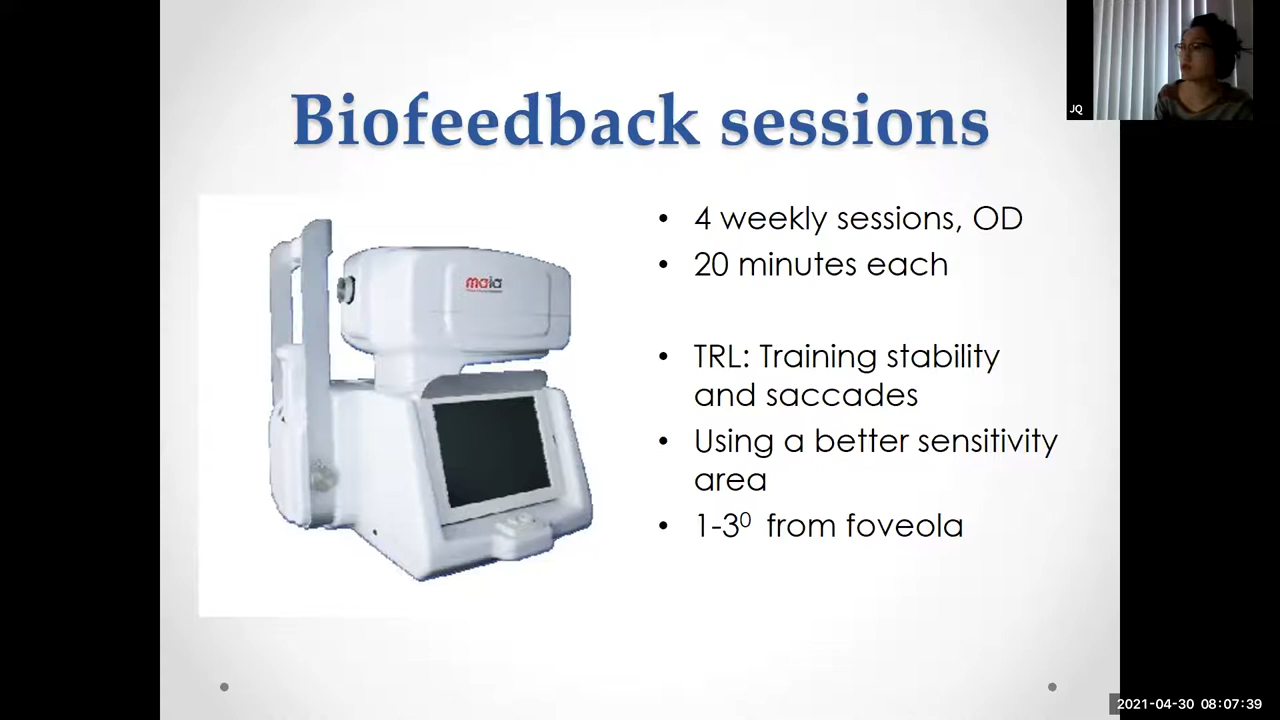 Biofeedback sessions
JQ
maia
• 4 weekly sessions, OD
• 20 minutes each
• TRL: Training stability
and saccades
• Using a better sensitivity
area
• 1-3⁰ from foveola
2021-04-30 08:07:39